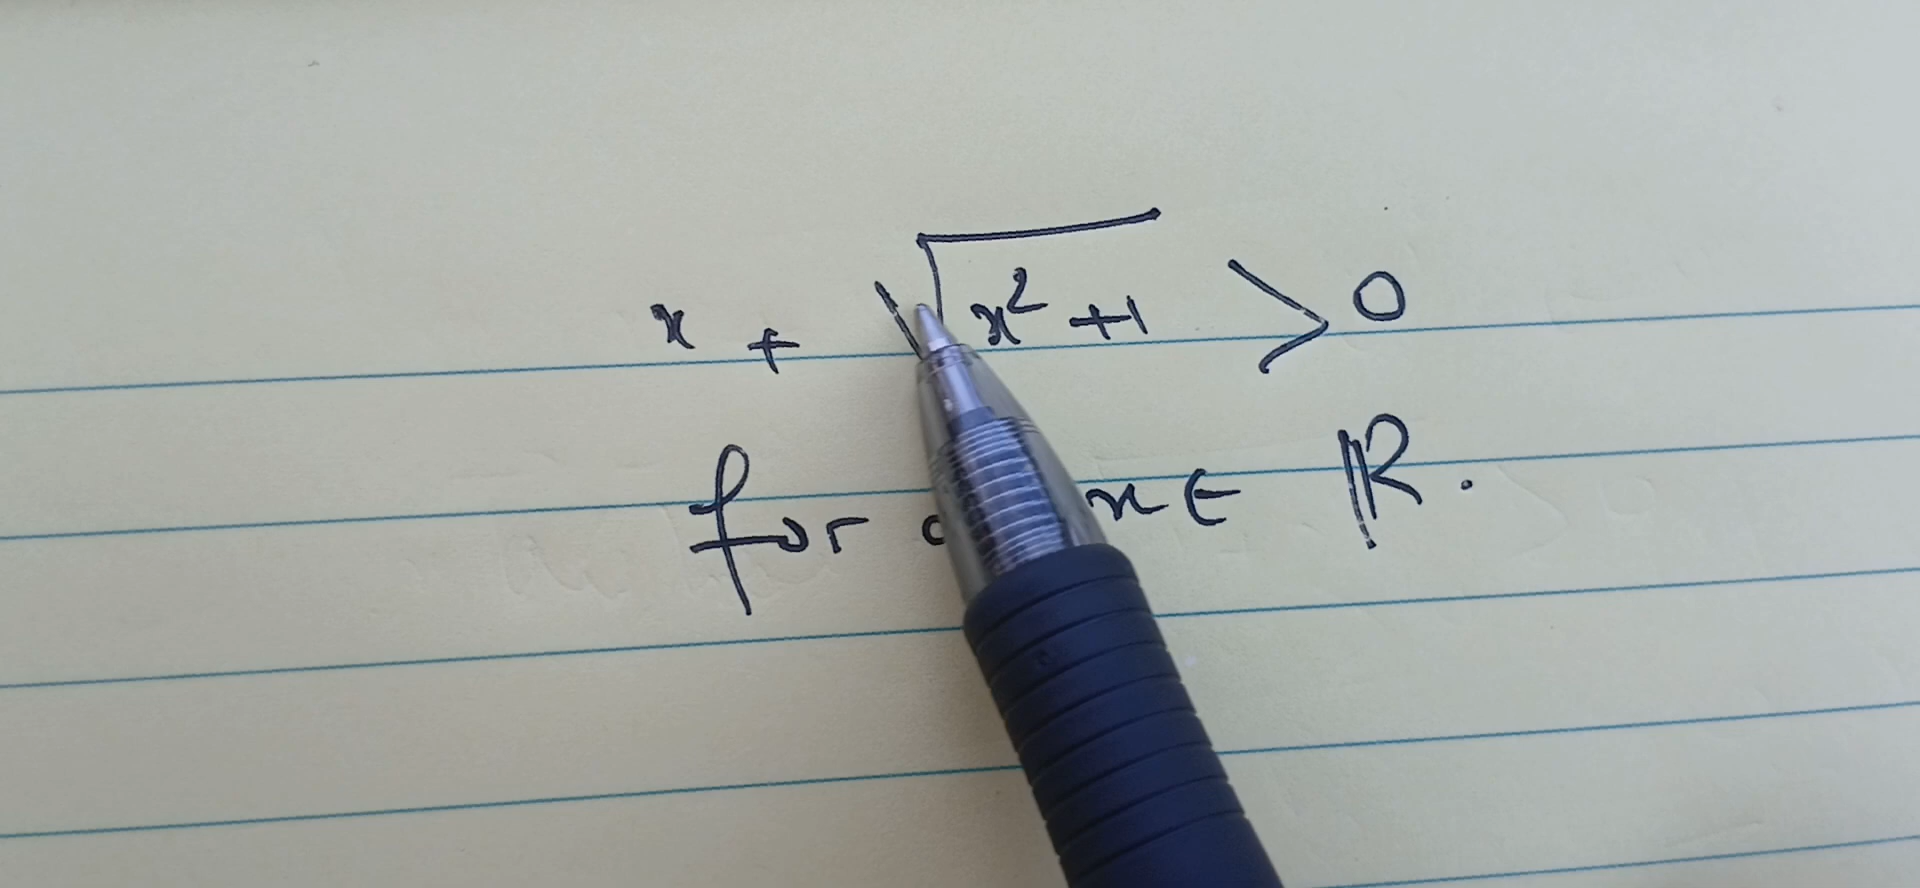 x + √(x² + 1) > 0
for x ∈ ℝ.